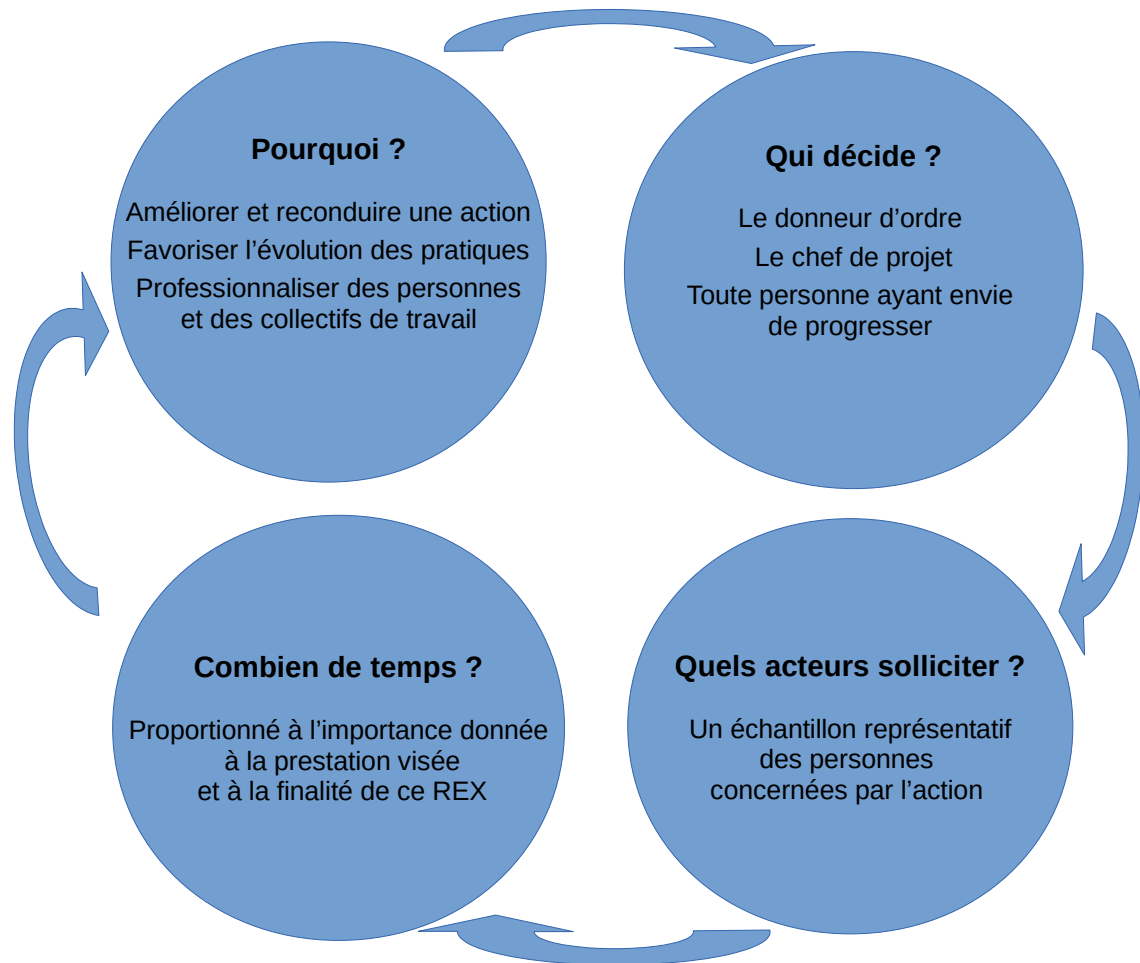 Pourquoi ?
Améliorer et reconduire une action
Favoriser l’évolution des pratiques
Professionnaliser des personnes
et des collectifs de travail
Qui décide ?
Le donneur d’ordre
Le chef de projet
Toute personne ayant envie
de progresser
Quels acteurs solliciter ?
Un échantillon représentatif
des personnes
concernées par l’action
Combien de temps ?
Proportionné à l’importance donnée
à la prestation visée
et à la finalité de ce REX